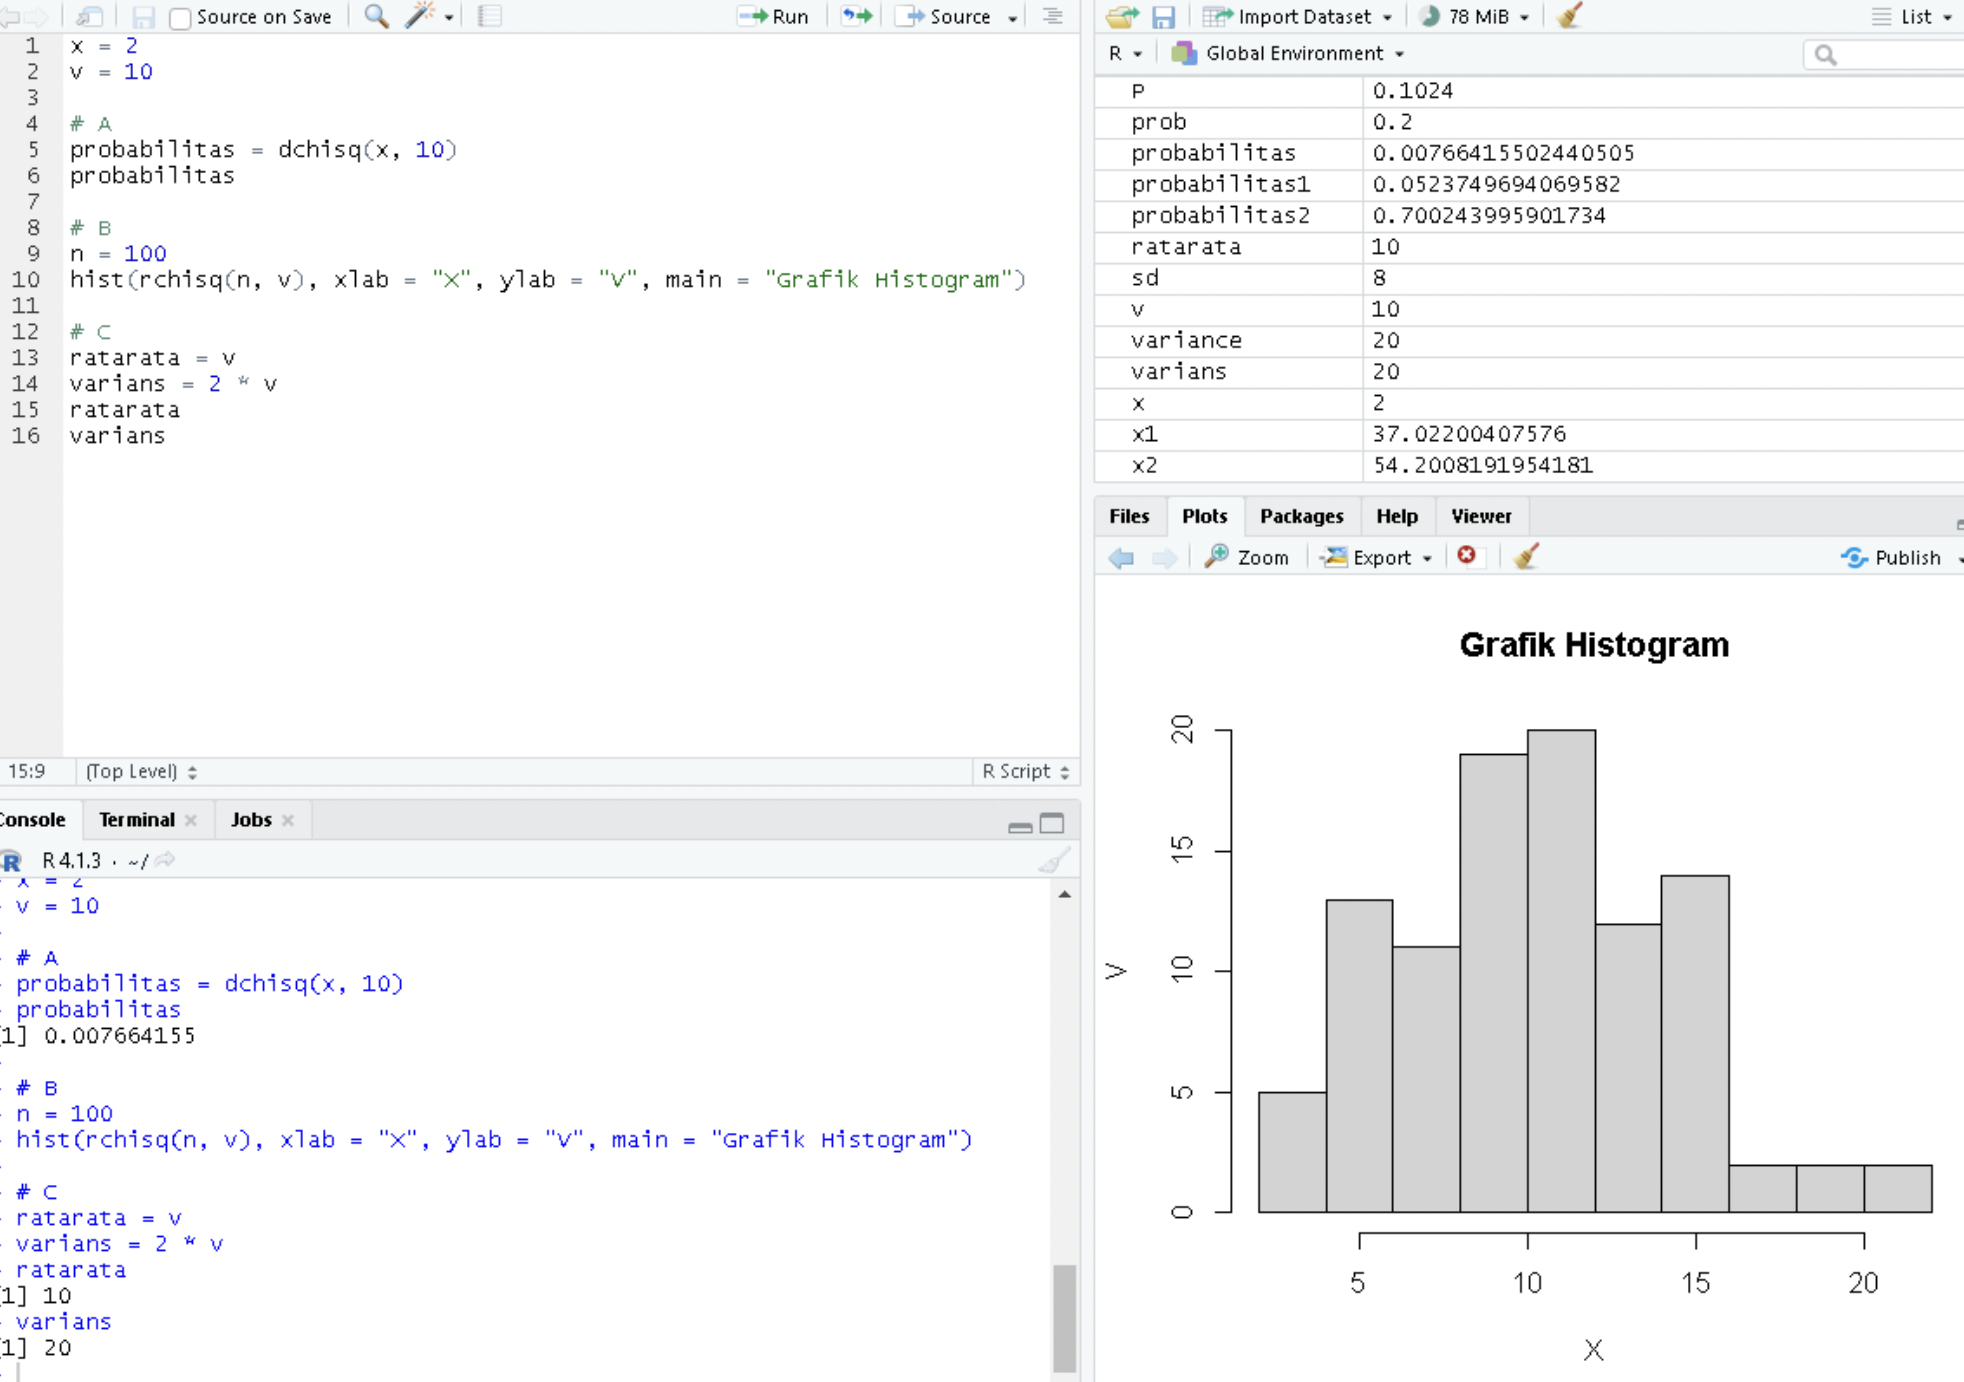 Source on Save Run Source
1 x = 2
2 v = 10
3
4 # A
5 probabilitas = dchisq(x, 10)
6 probabilitas
7
8 # B
9 n = 100
10 hist(rchisq(n, v), xlab = "X", ylab = "V", main = "Grafik Histogram")
11
12 # C
13 ratarata = v
14 varians = 2 * v
15 ratarata
16 varians
15:9 (Top Level) R Script
Console Terminal Jobs
R R 4.1.3 · ~/
x = 2
v = 10
# A
probabilitas = dchisq(x, 10)
probabilitas
[1] 0.007664155
# B
n = 100
hist(rchisq(n, v), xlab = "X", ylab = "V", main = "Grafik Histogram")
# C
ratarata = v
varians = 2 * v
ratarata
[1] 10
varians
[1] 20
Import Dataset 78 MiB List
R Global Environment
P 0.1024
prob 0.2
probabilitas 0.00766415502440505
probabilitas1 0.0523749694069582
probabilitas2 0.700243995901734
ratarata 10
sd 8
v 10
variance 20
varians 20
x 2
x1 37.02200407576
x2 54.2008191954181
Files Plots Packages Help Viewer
Zoom Export Publish
Grafik Histogram
20
15
10
5
0
V
5 10 15 20
X